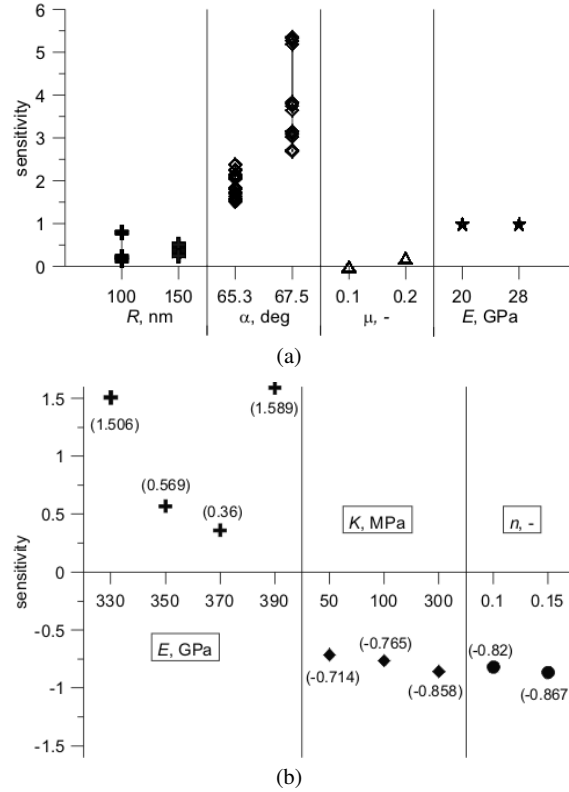 6
5
4
3
2
1
0
sensitivity
100 150 65.3 67.5 0.1 0.2 20 28
R, nm α, deg μ, - E, GPa
(a)
1.5
1
0.5
0
-0.5
-1
-1.5
sensitivity
(1.506) (0.569) (0.36) (1.589)
K, MPa n, -
330 350 370 390 50 100 300 0.1 0.15
E, GPa
(-0.714) (-0.765) (-0.858) (-0.82) (-0.867
(b)